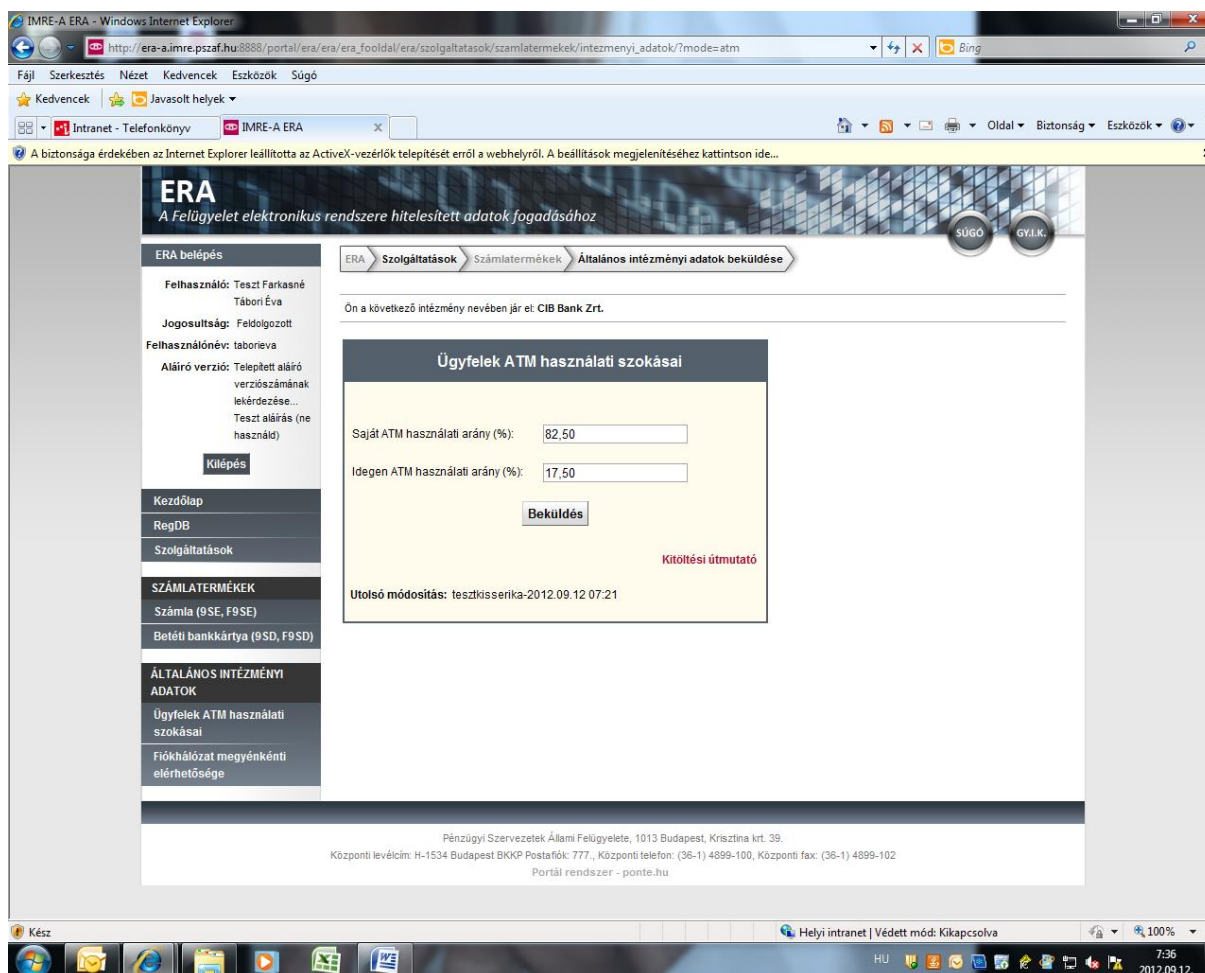 IMRE-A ERA - Windows Internet Explorer
http://era-a.imre.pszaf.hu:8888/portal/era/era/era_fooldal/era/szolgaltatasok/szamlatermekek/intezmenyi_adatok/?mode=atm
Bing
Fájl Szerkesztés Nézet Kedvencek Eszközök Súgó
Kedvencek Javasolt helyek
Intranet - Telefonkönyv IMRE-A ERA Oldal Biztonság Eszközök
A biztonsága érdekében az Internet Explorer leállította az ActiveX-vezérlők telepítését erről a webhelyről. A beállítások megjelenítéséhez kattintson ide...
ERA
A Felügyelet elektronikus rendszere hitelesített adatok fogadásához
SÚGÓ GY.I.K.
ERA belépés
Felhasználó: Teszt Farkasné
Tábori Éva
Jogosultság: Feldolgozott
Felhasználónév: taborieva
Aláíró verzió: Telepített aláíró
verziószámának
lekérdezése...
Teszt aláírás (ne
használd)
Kilépés
Kezdőlap
RegDB
Szolgáltatások
SZÁMLATERMÉKEK
Számla (9SE, F9SE)
Betéti bankkártya (9SD, F9SD)
ÁLTALÁNOS INTÉZMÉNYI
ADATOK
Ügyfelek ATM használati
szokásai
Fiókhálózat megyénkénti
elérhetősége
ERA Szolgáltatások Számlatermékek Általános intézményi adatok beküldése
Ön a következő intézmény nevében jár el: CIB Bank Zrt.
Ügyfelek ATM használati szokásai
Saját ATM használati arány (%): 82,50
Idegen ATM használati arány (%): 17,50
Beküldés
Kitöltési útmutató
Utolsó módosítás: tesztkisserika-2012.09.12 07:21
Pénzügyi Szervezetek Állami Felügyelete, 1013 Budapest, Krisztina krt. 39.
Központi levélcím: H-1534 Budapest BKKP Postafiók: 777., Központi telefon: (36-1) 4899-100, Központi fax: (36-1) 4899-102
Portál rendszer - ponte.hu
Kész Helyi intranet | Védett mód: Kikapcsolva 100%
HU 7:36
2012.09.12.